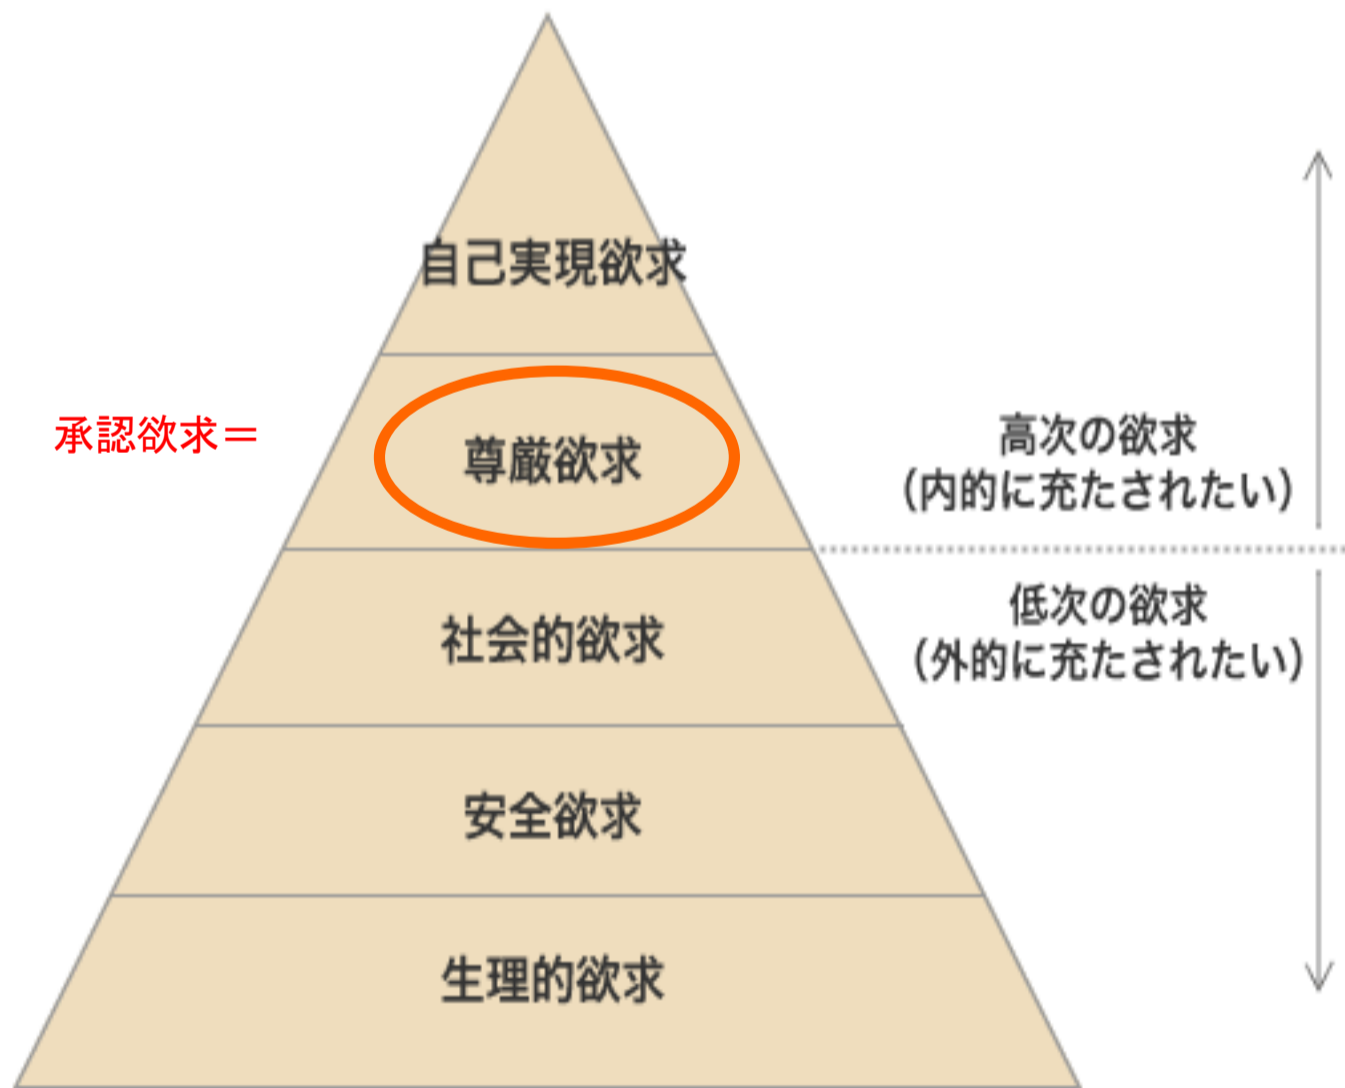 自己実現欲求
承認欲求＝
尊厳欲求
高次の欲求
（内的に充たされたい）
社会的欲求
低次の欲求
（外的に充たされたい）
安全欲求
生理的欲求